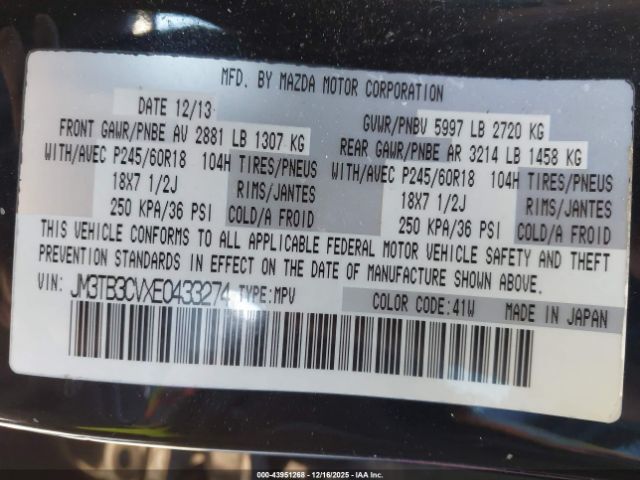 MFD. BY MAZDA MOTOR CORPORATION
DATE 12/13
GVWR/PNBV 5997 LB 2720 KG
FRONT GAWR/PNBE AV 2881 LB 1307 KG
REAR GAWR/PNBE AR 3214 LB 1458 KG
WITH/AVEC P245/60R18 104H TIRES/PNEUS
WITH/AVEC P245/60R18 104H TIRES/PNEUS
18X7 1/2J RIMS/JANTES
18X7 1/2J RIMS/JANTES
250 KPA/36 PSI COLD/A FROID
250 KPA/36 PSI COLD/A FROID
THIS VEHICLE CONFORMS TO ALL APPLICABLE FEDERAL MOTOR VEHICLE SAFETY AND THEFT
PREVENTION STANDARDS IN EFFECT ON THE DATE OF MANUFACTURE SHOWN ABOVE.
VIN: JM3TB3CVXE0433274 TYPE:MPV COLOR CODE:41W MADE IN JAPAN
000-43951268 - 12/16/2025 - IAAI.COM